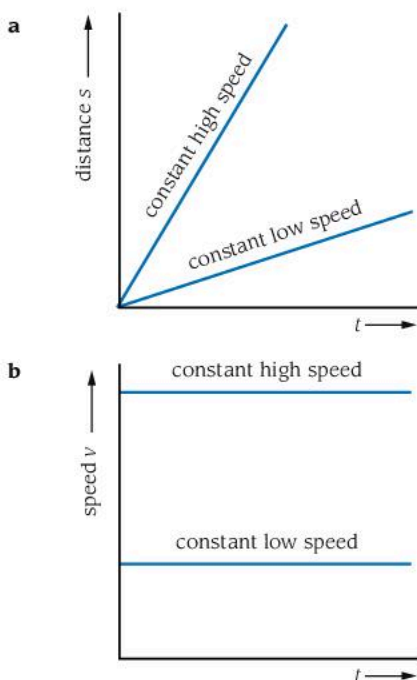 a
distance s
constant high speed
constant low speed
t
b
constant high speed
speed v
constant low speed
t